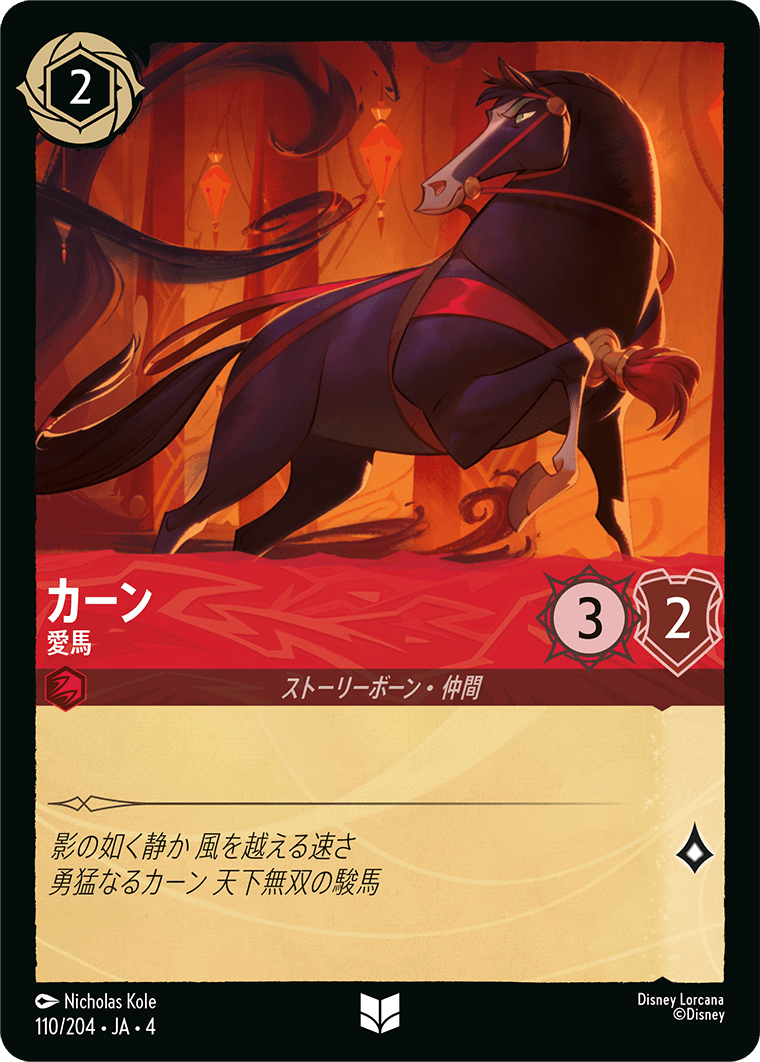 2
カーン
愛馬
3
2
ストーリーボーン・仲間
影の如く静か 風を越える速さ
勇猛なるカーン 天下無双の駿馬
Nicholas Kole
110/204 • JA • 4
Disney Lorcana
©Disney